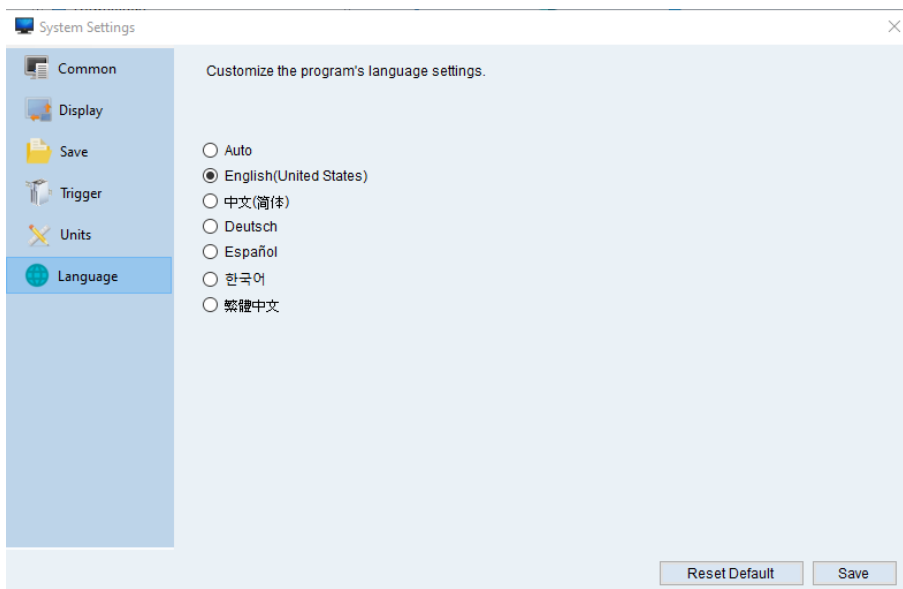 System Settings
Common
Display
Save
Trigger
Units
Language
Customize the program's language settings.
Auto
English(United States)
中文(简体)
Deutsch
Español
한국어
繁體中文
Reset Default
Save